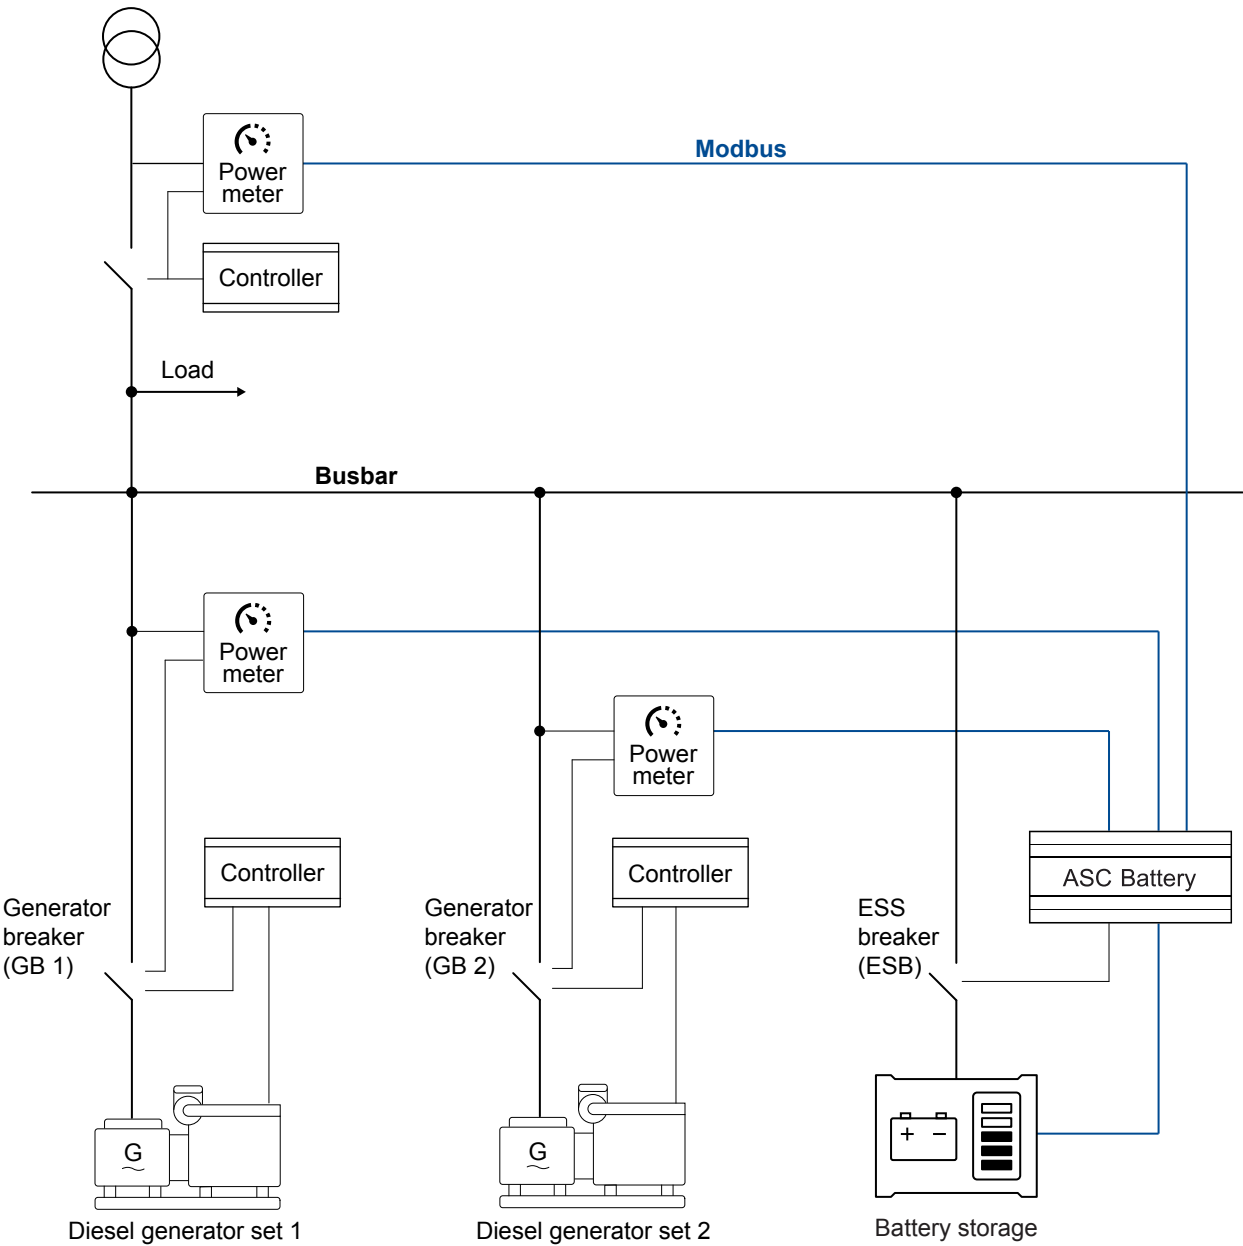 Modbus
Power
meter
Controller
Load
Busbar
Power
meter
Power
meter
Controller
Controller
ASC Battery
Generator
breaker
(GB 1)
Generator
breaker
(GB 2)
ESS
breaker
(ESB)
+ −
G
~
G
~
Diesel generator set 1
Diesel generator set 2
Battery storage